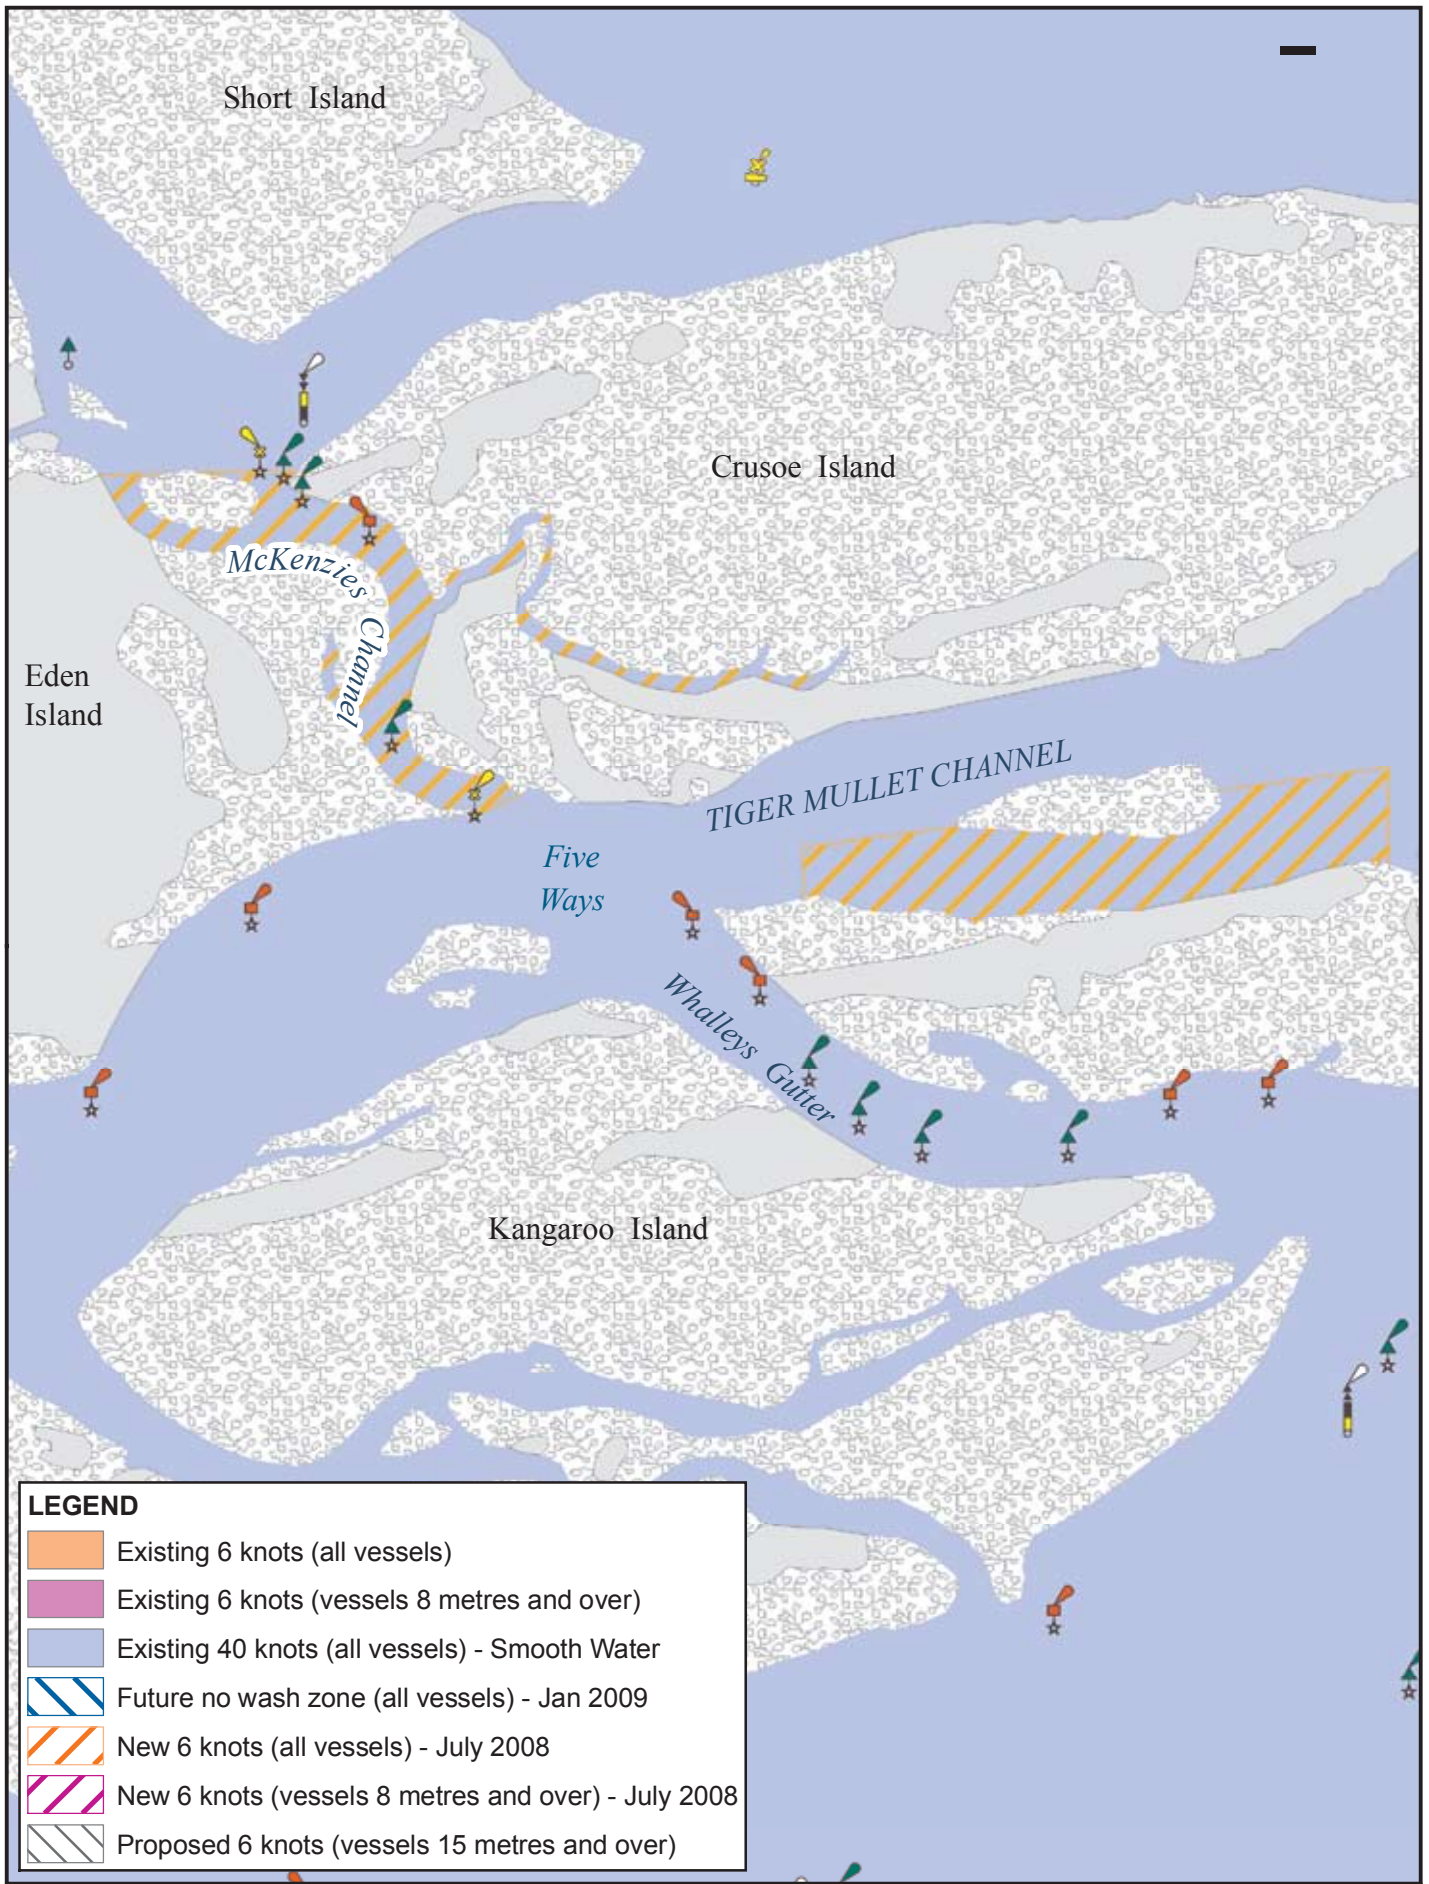 Short Island
Crusoe Island
McKenzies Channel
Eden
Island
TIGER MULLET CHANNEL
Five
Ways
Whalleys Gutter
Kangaroo Island
LEGEND
Existing 6 knots (all vessels)
Existing 6 knots (vessels 8 metres and over)
Existing 40 knots (all vessels) - Smooth Water
Future no wash zone (all vessels) - Jan 2009
New 6 knots (all vessels) - July 2008
New 6 knots (vessels 8 metres and over) - July 2008
Proposed 6 knots (vessels 15 metres and over)